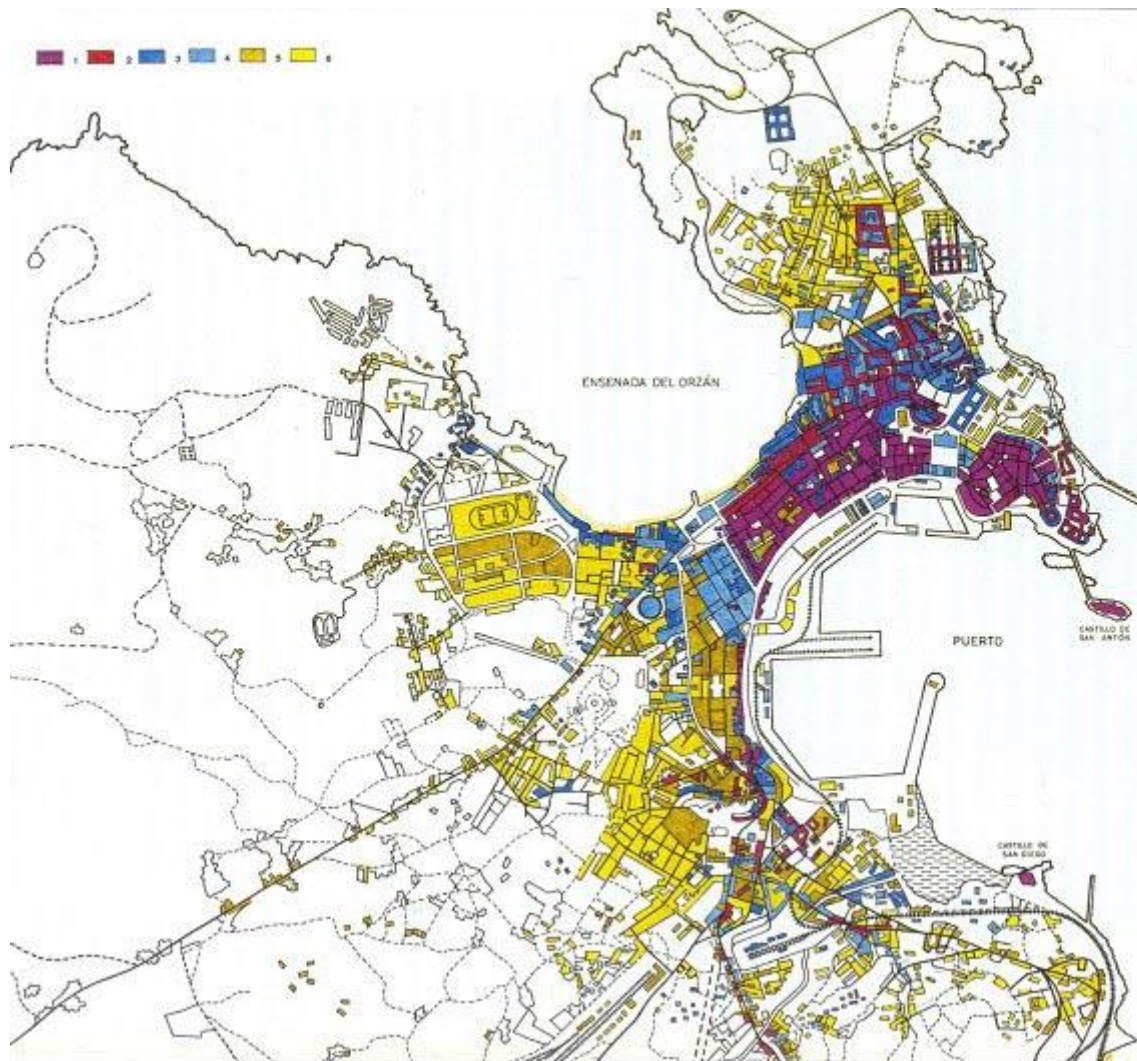 1 2 3 4 5 6
ENSENADA DEL ORZÁN
CASTILLO DE
SAN ANTÓN
PUERTO
CASTILLO DE
SAN DIEGO